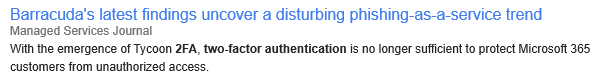 Barracuda's latest findings uncover a disturbing phishing-as-a-service trend
Managed Services Journal
With the emergence of Tycoon 2FA, two-factor authentication is no longer sufficient to protect Microsoft 365
customers from unauthorized access.